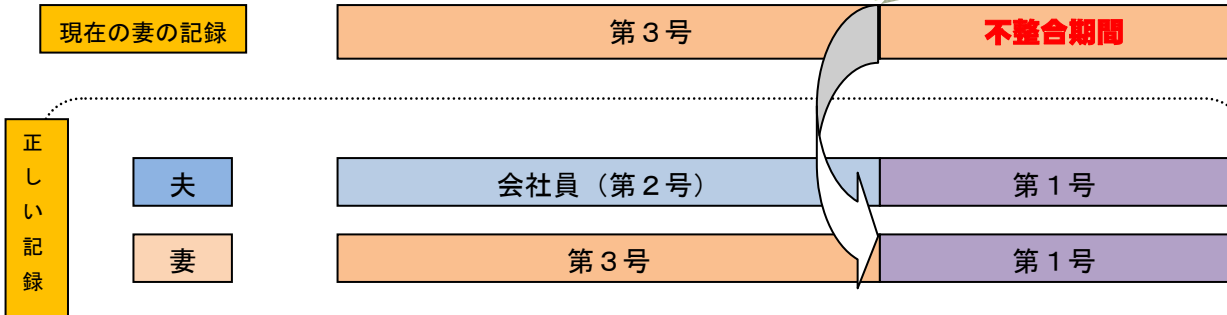 現在の妻の記録
第３号
不整合期間
正しい記録
夫
会社員（第２号）
第１号
妻
第３号
第１号